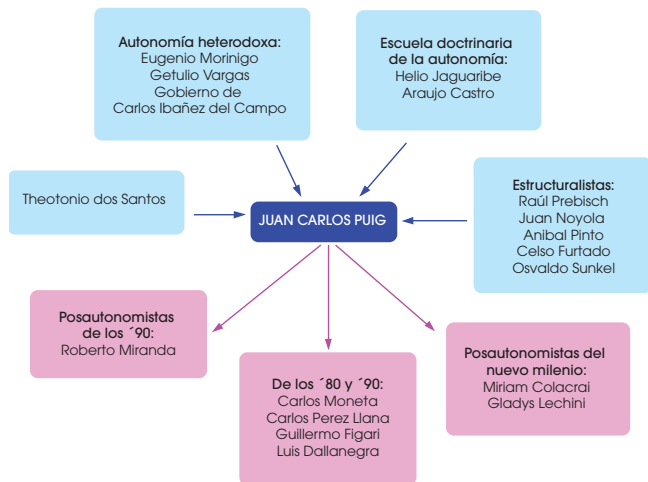 Autonomía heterodoxa:
Eugenio Morinigo
Getulio Vargas
Gobierno de
Carlos Ibañez del Campo
Escuela doctrinaria
de la autonomía:
Helio Jaguaribe
Araujo Castro
Theotonio dos Santos
JUAN CARLOS PUIG
Estructuralistas:
Raúl Prebisch
Juan Noyola
Anibal Pinto
Celso Furtado
Osvaldo Sunkel
Posautonomistas
de los ´90:
Roberto Miranda
De los ´80 y ´90:
Carlos Moneta
Carlos Perez Llana
Guillermo Figari
Luis Dallanegra
Posautonomistas del
nuevo milenio:
Miriam Colacrai
Gladys Lechini